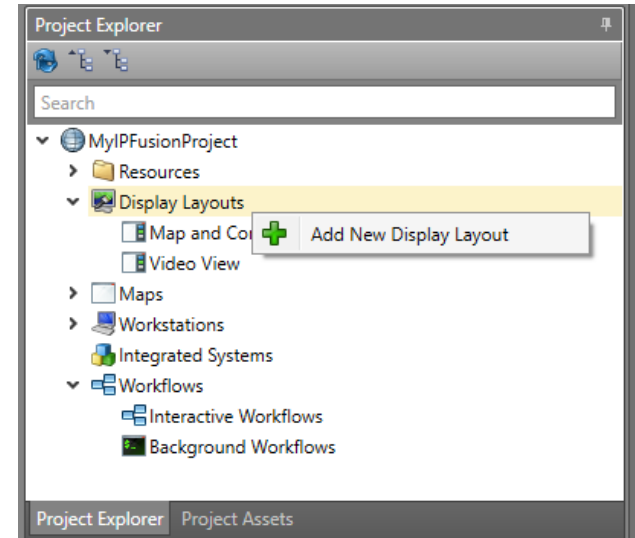 Project Explorer
Search
MyIPFusionProject
Resources
Display Layouts
Map and Co
Add New Display Layout
Video View
Maps
Workstations
Integrated Systems
Workflows
Interactive Workflows
Background Workflows
Project Explorer Project Assets